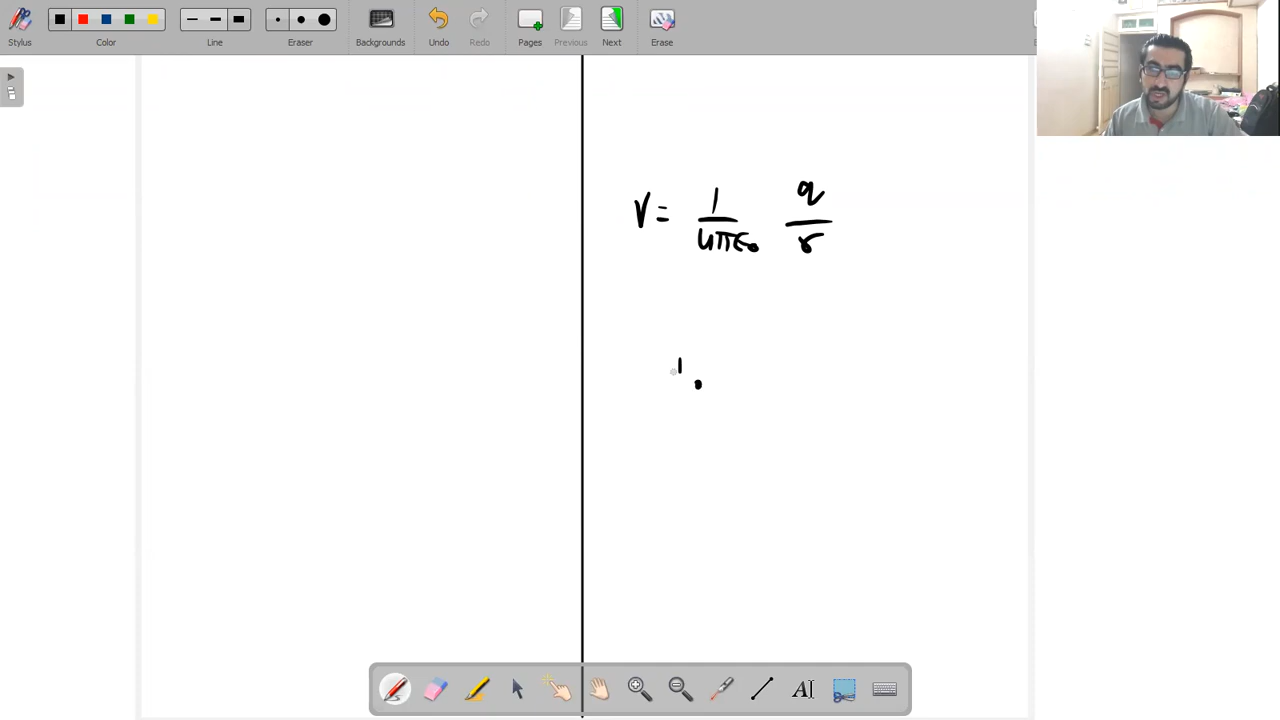 Stylus
Color
Line
Eraser
Backgrounds
Undo
Redo
Pages
Previous
Next
Erase
V = 1/4πε₀ q/r